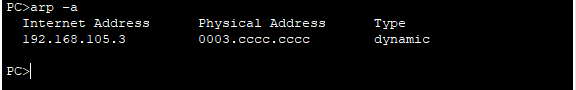 PC>arp -a
Internet Address Physical Address Type
192.168.105.3 0003.cccc.cccc dynamic
PC>